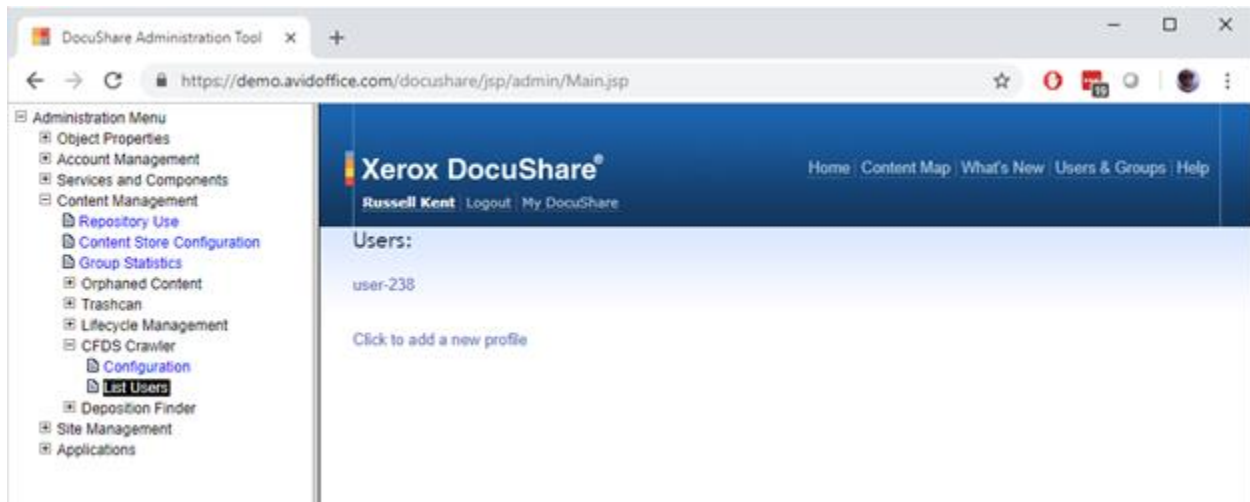 DocuShare Administration Tool
https://demo.avidoffice.com/docushare/jsp/admin/Main.jsp
19
Administration Menu
Object Properties
Account Management
Services and Components
Content Management
Repository Use
Content Store Configuration
Group Statistics
Orphaned Content
Trashcan
Lifecycle Management
CFDS Crawler
Configuration
List Users
Deposition Finder
Site Management
Applications
Xerox DocuShare®
Home | Content Map | What's New | Users & Groups | Help
Russell Kent | Logout | My DocuShare
Users:
user-238
Click to add a new profile